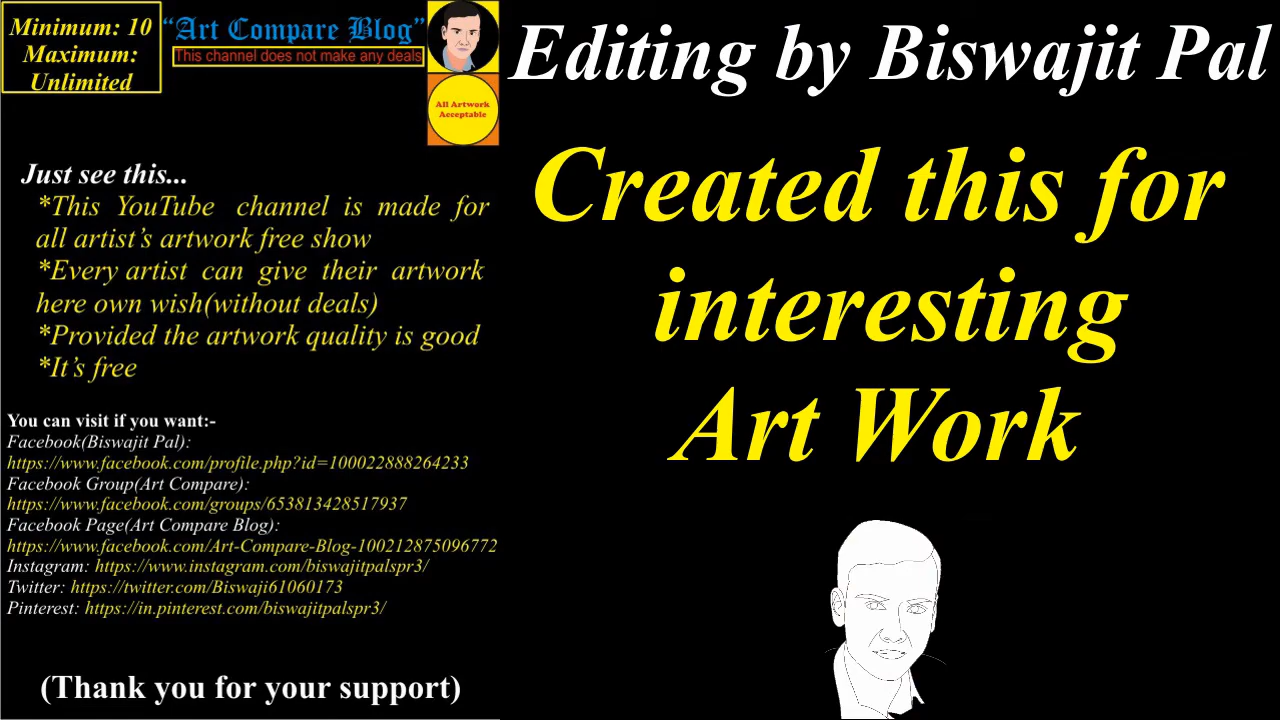 Minimum: 10
Maximum:
Unlimited
“Art Compare Blog”
This channel does not make any deals
All Artwork
Acceptable
Just see this...
*This YouTube channel is made for
all artist’s artwork free show
*Every artist can give their artwork
here own wish(without deals)
*Provided the artwork quality is good
*It’s free
You can visit if you want:-
Facebook(Biswajit Pal):
https://www.facebook.com/profile.php?id=100022888264233
Facebook Group(Art Compare):
https://www.facebook.com/groups/653813428517937
Facebook Page(Art Compare Blog):
https://www.facebook.com/Art-Compare-Blog-100212875096772
Instagram: https://www.instagram.com/biswajitpalspr3/
Twitter: https://twitter.com/Biswaji61060173
Pinterest: https://in.pinterest.com/biswajitpalspr3/
(Thank you for your support)
Editing by Biswajit Pal
Created this for
interesting
Art Work